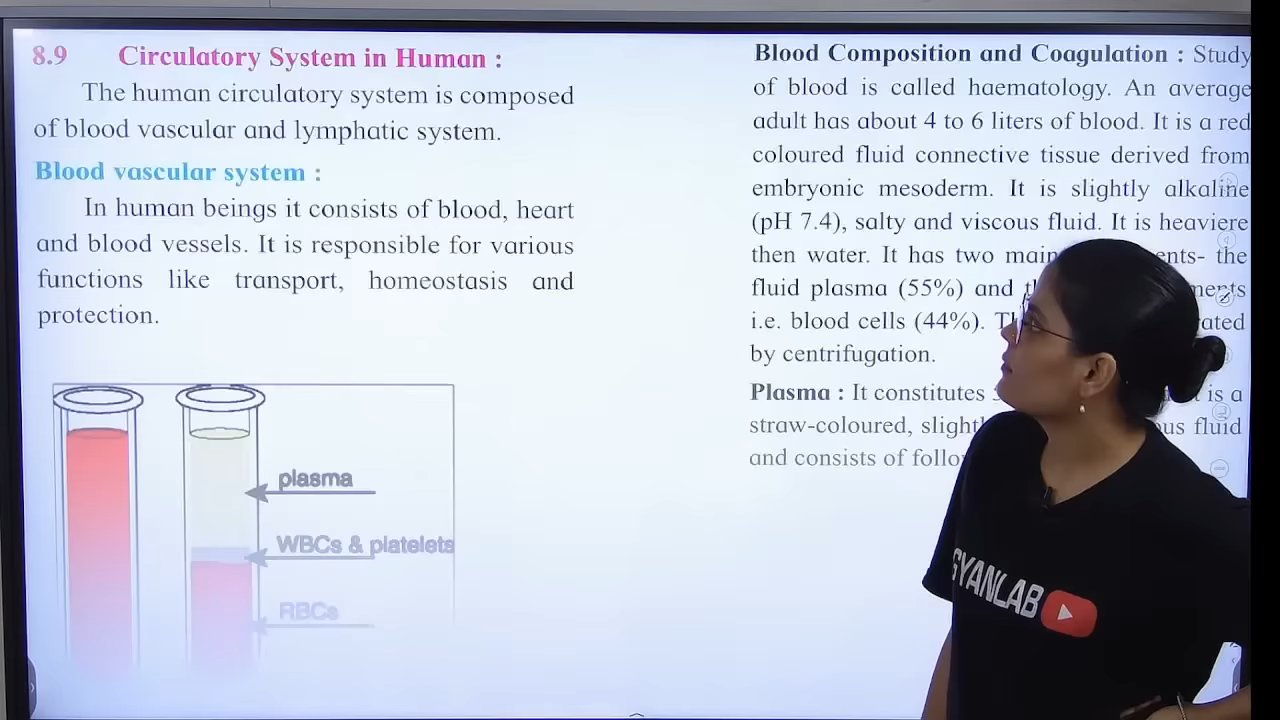 8.9 Circulatory System in Human :
The human circulatory system is composed
of blood vascular and lymphatic system.
Blood vascular system :
In human beings it consists of blood, heart
and blood vessels. It is responsible for various
functions like transport, homeostasis and
protection.
plasma
WBCs & platelets
RBCs
Blood Composition and Coagulation : Study
of blood is called haematology. An average
adult has about 4 to 6 liters of blood. It is a red
coloured fluid connective tissue derived from
embryonic mesoderm. It is slightly alkaline
(pH 7.4), salty and viscous fluid. It is heaviere
then water. It has two main the
fluid plasma (55%) and
i.e. blood cells (44%).
by centrifugation.
Plasma : It constitutes is a
straw-coloured, fluid
and consists of
GYANLAB